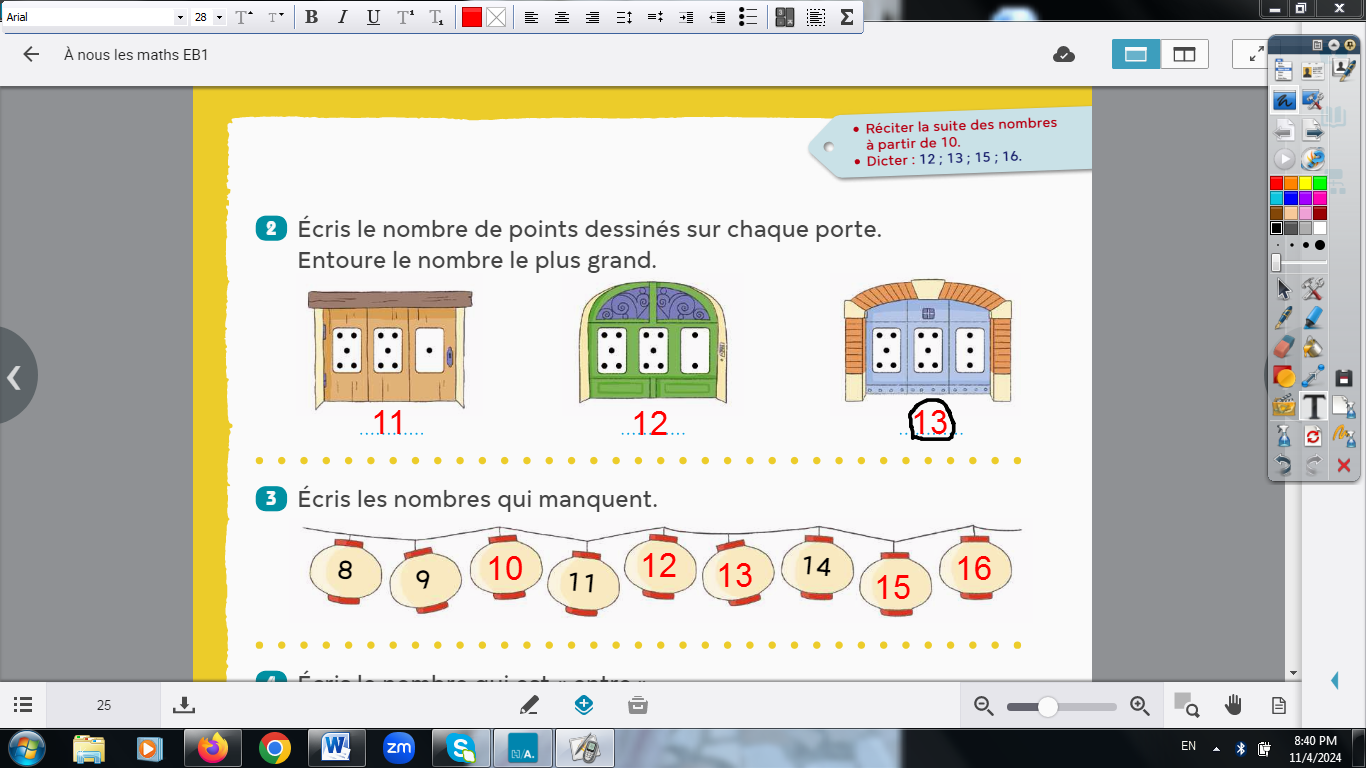 Arial 28 B I U T T Σ
À nous les maths EB1
• Réciter la suite des nombres
à partir de 10.
• Dicter : 12 ; 13 ; 15 ; 16.
2 Écris le nombre de points dessinés sur chaque porte.
Entoure le nombre le plus grand.
11 12 13
3 Écris les nombres qui manquent.
8 9 10 11 12 13 14 15 16
25
EN 8:40 PM
11/4/2024